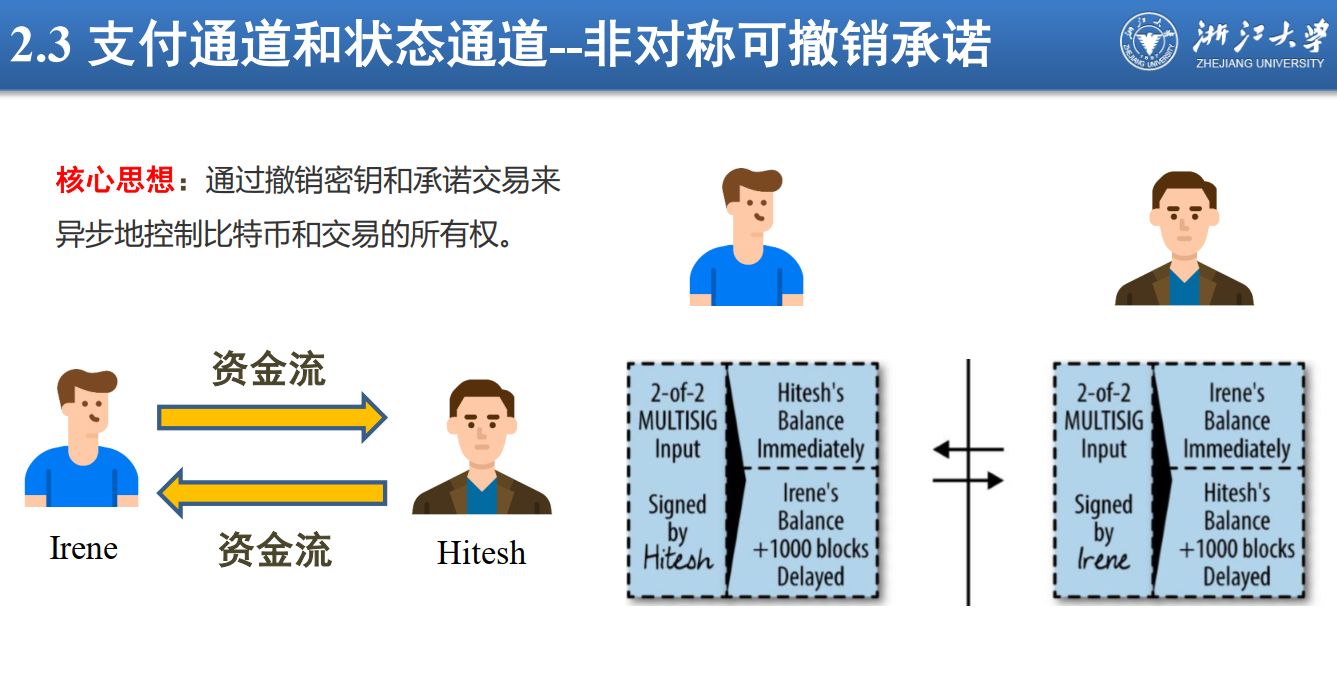 2.3 支付通道和状态通道--非对称可撤销承诺
浙江大学
ZHEJIANG UNIVERSITY
核心思想：通过撤销密钥和承诺交易来
异步地控制比特币和交易的所有权。
资金流
资金流
Irene
Hitesh
2-of-2
MULTISIG
Input
Signed
by
Hitesh
Hitesh's
Balance
Immediately
Irene's
Balance
+1000 blocks
Delayed
2-of-2
MULTISIG
Input
Signed
by
Irene
Irene's
Balance
Immediately
Hitesh's
Balance
+1000 blocks
Delayed